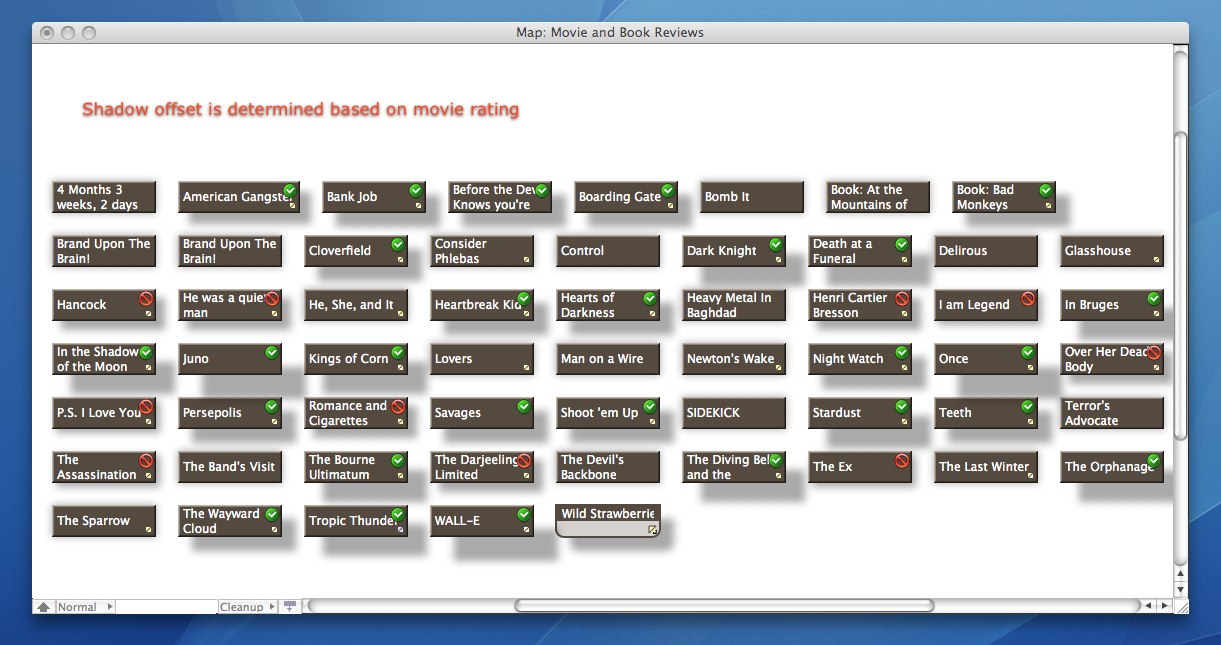 Map: Movie and Book Reviews
Shadow offset is determined based on movie rating
4 Months 3
weeks, 2 days
American Gangste
Bank Job
Before the Dev
Knows you're
Boarding Gate
Bomb It
Book: At the
Mountains of
Book: Bad
Monkeys
Brand Upon The
Brain!
Brand Upon The
Brain!
Cloverfield
Consider
Phlebas
Control
Dark Knight
Death at a
Funeral
Delirous
Glasshouse
Hancock
He was a quiet
man
He, She, and It
Heartbreak Kid
Hearts of
Darkness
Heavy Metal In
Baghdad
Henri Cartier
Bresson
I am Legend
In Bruges
In the Shadow
of the Moon
Juno
Kings of Corn
Lovers
Man on a Wire
Newton's Wake
Night Watch
Once
Over Her Dead
Body
P.S. I Love You
Persepolis
Romance and
Cigarettes
Savages
Shoot 'em Up
SIDEKICK
Stardust
Teeth
Terror's
Advocate
The
Assassination
The Band's Visit
The Bourne
Ultimatum
The Darjeeling
Limited
The Devil's
Backbone
The Diving Bell
and the
The Ex
The Last Winter
The Orphanage
The Sparrow
The Wayward
Cloud
Tropic Thunder
WALL-E
Wild Strawberrie
Normal
Cleanup